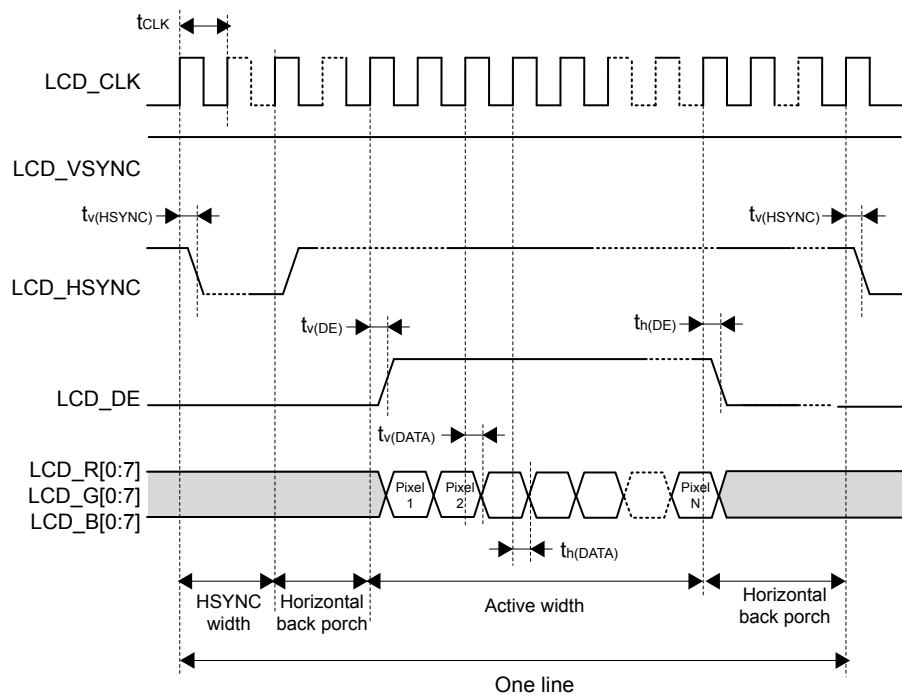 tCLK
LCD_CLK
LCD_VSYNC
tv(HSYNC)
tv(HSYNC)
LCD_HSYNC
tv(DE)
th(DE)
LCD_DE
tv(DATA)
LCD_R[0:7]
LCD_G[0:7]
LCD_B[0:7]
Pixel
1
Pixel
2
Pixel
N
th(DATA)
HSYNC
width
Horizontal
back porch
Active width
Horizontal
back porch
One line